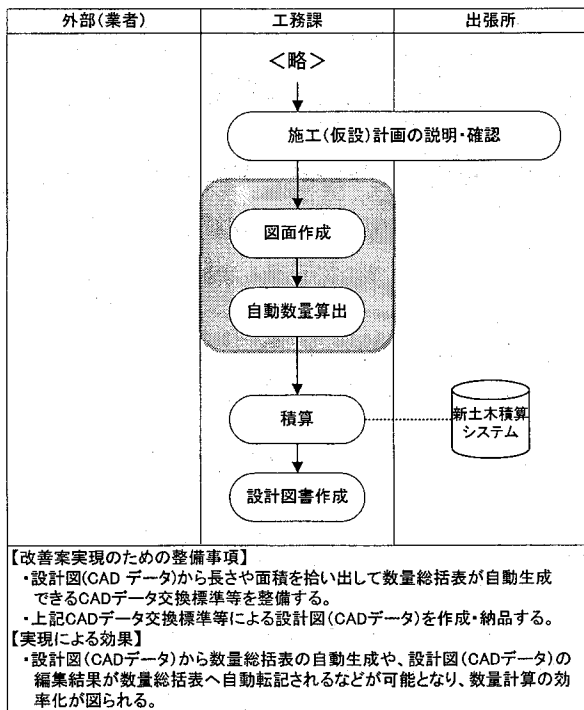 外部(業者)
工務課
出張所
<略>
施工(仮設)計画の説明・確認
図面作成
自動数量算出
積算
新土木積算
システム
設計図書作成
【改善案実現のための整備事項】
・設計図(CAD データ)から長さや面積を拾い出して数量総括表が自動生成
できるCADデータ交換標準等を整備する。
・上記CADデータ交換標準等による設計図(CADデータ)を作成・納品する。
【実現による効果】
・設計図(CADデータ)から数量総括表の自動生成や、設計図(CADデータ)の
編集結果が数量総括表へ自動転記されるなどが可能となり、数量計算の効
率化が図られる。